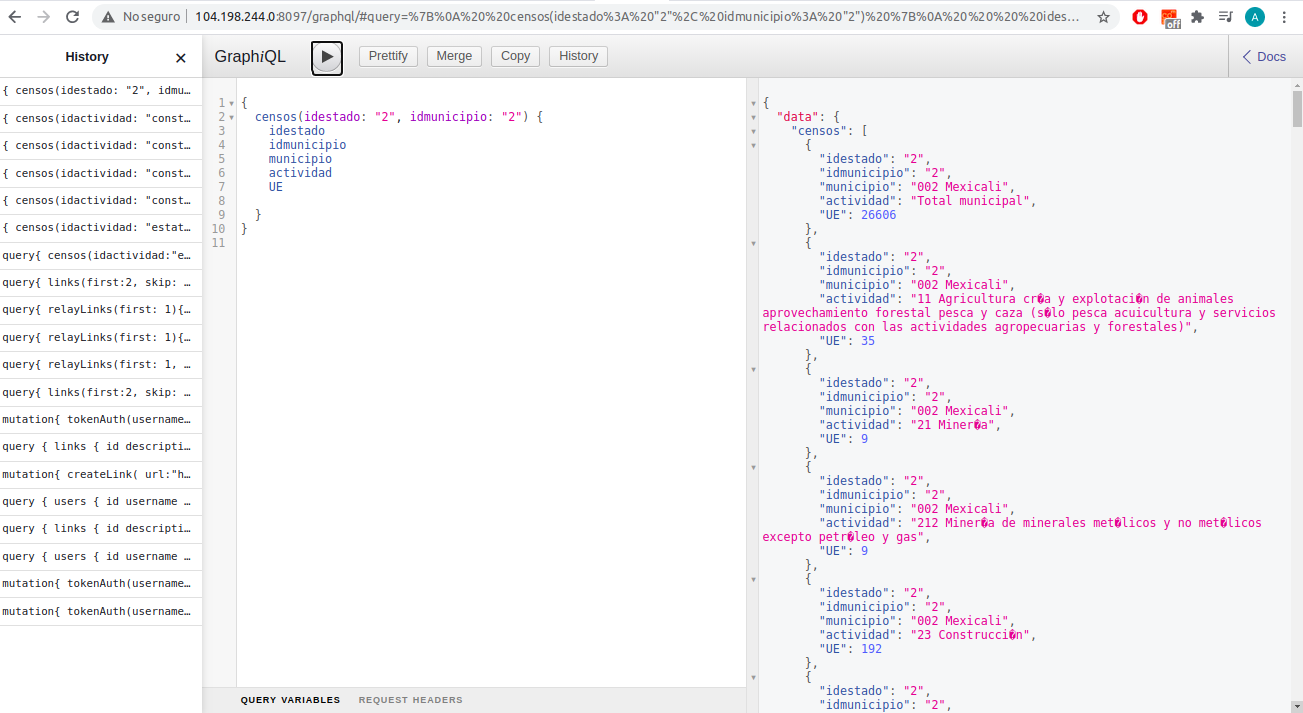 No seguro | 104.198.244.0:8097/graphql/#query=%7B%0A%20%20censos(idestado%3A%20"2"%2C%20idmunicipio%3A%20"2")%20%7B%0A%20%20%20%20ides...
off
A
History ×
GraphiQL
Prettify
Merge
Copy
History
Docs
{ censos(idestado: "2", idmu...
{ censos(idactividad: "const...
{ censos(idactividad: "const...
{ censos(idactividad: "const...
{ censos(idactividad: "const...
{ censos(idactividad: "estat...
query{ censos(idactividad:"e...
query{ links(first:2, skip: ...
query{ relayLinks(first: 1){...
query{ relayLinks(first: 1){...
query{ relayLinks(first: 1, ...
query{ links(first:2, skip: ...
mutation{ tokenAuth(username...
query { links { id descripti...
mutation{ createLink( url:"h...
query { users { id username ...
query { links { id descripti...
query { users { id username ...
mutation{ tokenAuth(username...
mutation{ tokenAuth(username...
1 {
2   censos(idestado: "2", idmunicipio: "2") {
3     idestado
4     idmunicipio
5     municipio
6     actividad
7     UE
8
9   }
10 }
11
QUERY VARIABLES REQUEST HEADERS
{
  "data": {
    "censos": [
      {
        "idestado": "2",
        "idmunicipio": "2",
        "municipio": "002 Mexicali",
        "actividad": "Total municipal",
        "UE": 26606
      },
      {
        "idestado": "2",
        "idmunicipio": "2",
        "municipio": "002 Mexicali",
        "actividad": "11 Agricultura cr�a y explotaci�n de animales
aprovechamiento forestal pesca y caza (s�lo pesca acuicultura y servicios
relacionados con las actividades agropecuarias y forestales)",
        "UE": 35
      },
      {
        "idestado": "2",
        "idmunicipio": "2",
        "municipio": "002 Mexicali",
        "actividad": "21 Miner�a",
        "UE": 9
      },
      {
        "idestado": "2",
        "idmunicipio": "2",
        "municipio": "002 Mexicali",
        "actividad": "212 Miner�a de minerales met�licos y no met�licos
excepto petr�leo y gas",
        "UE": 9
      },
      {
        "idestado": "2",
        "idmunicipio": "2",
        "municipio": "002 Mexicali",
        "actividad": "23 Construcci�n",
        "UE": 192
      },
      {
        "idestado": "2",
        "idmunicipio": "2",